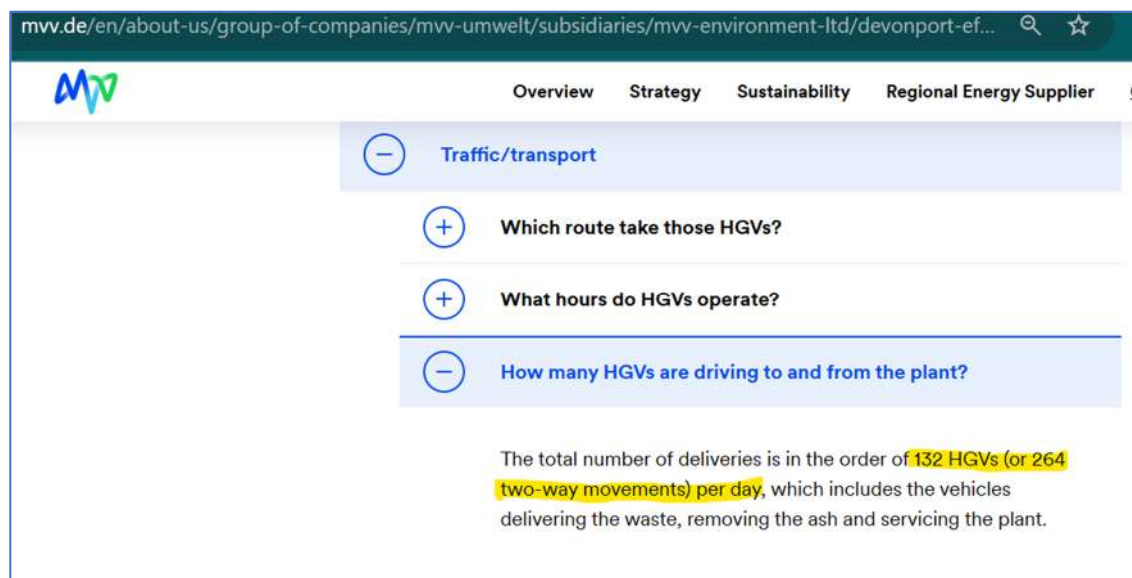 mvv.de/en/about-us/group-of-companies/mvv-umwelt/subsidiaries/mvv-environment-ltd/devonport-ef...
MVV
Overview Strategy Sustainability Regional Energy Supplier
Traffic/transport
Which route take those HGVs?
What hours do HGVs operate?
How many HGVs are driving to and from the plant?
The total number of deliveries is in the order of 132 HGVs (or 264
two-way movements) per day, which includes the vehicles
delivering the waste, removing the ash and servicing the plant.